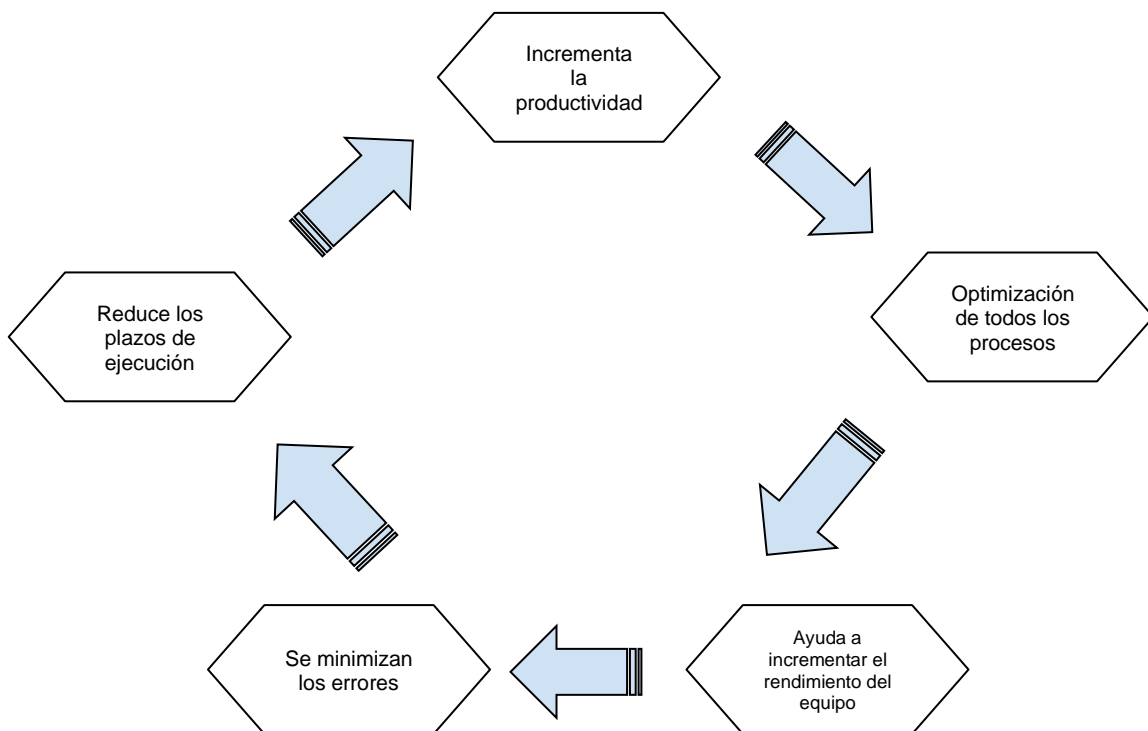 Incrementa
la
productividad
Optimización
de todos los
procesos
Reduce los
plazos de
ejecución
Ayuda a
incrementar el
rendimiento del
equipo
Se minimizan
los errores